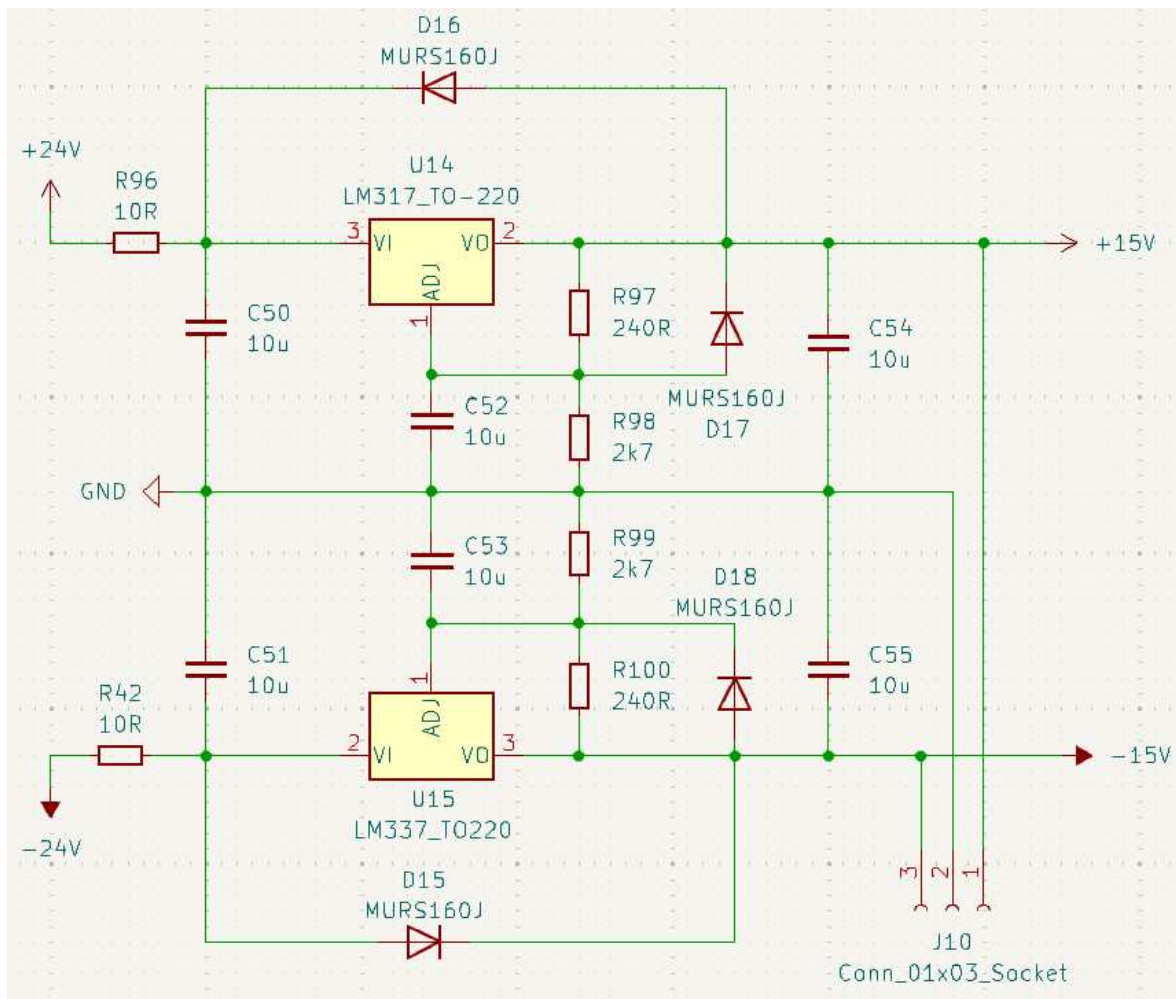 D16
MURS160J
+24V
R96
10R
U14
LM317_TO-220
3
VI
VO
2
ADJ
1
+15V
C50
10u
R97
240R
C54
10u
MURS160J
D17
C52
10u
R98
2k7
GND
C53
10u
R99
2k7
D18
MURS160J
C51
10u
R100
240R
C55
10u
R42
10R
1
ADJ
2
VI
VO
3
-15V
U15
LM337_TO220
-24V
D15
MURS160J
3
2
1
J10
Conn_01x03_Socket